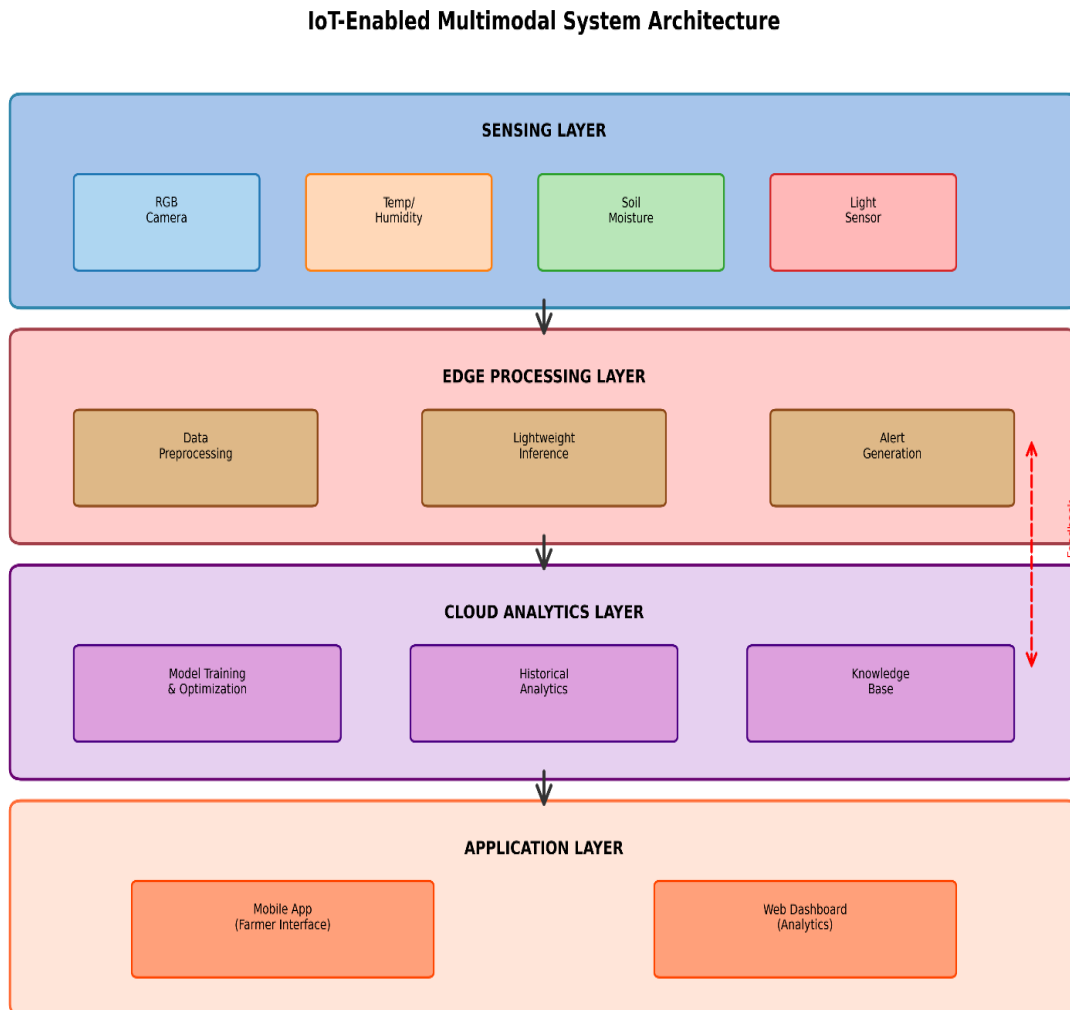 IoT-Enabled Multimodal System Architecture
SENSING LAYER
RGB
Camera
Temp/
Humidity
Soil
Moisture
Light
Sensor
EDGE PROCESSING LAYER
Data
Preprocessing
Lightweight
Inference
Alert
Generation
CLOUD ANALYTICS LAYER
Model Training
& Optimization
Historical
Analytics
Knowledge
Base
APPLICATION LAYER
Mobile App
(Farmer Interface)
Web Dashboard
(Analytics)